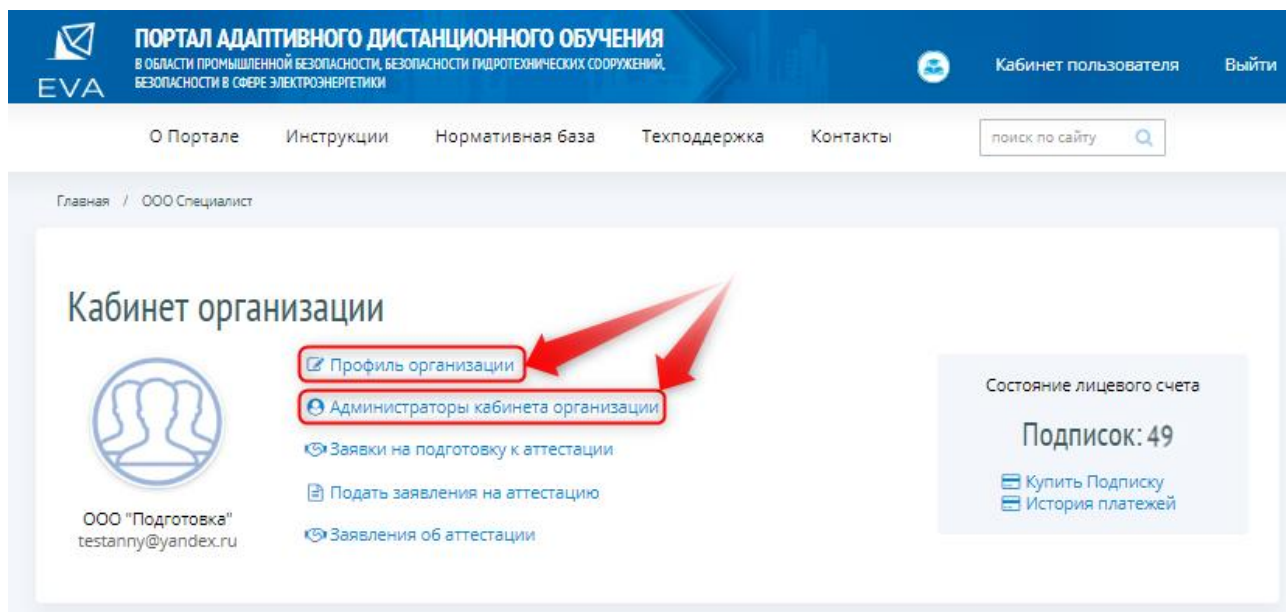 EVA
ПОРТАЛ АДАПТИВНОГО ДИСТАНЦИОННОГО ОБУЧЕНИЯ
В ОБЛАСТИ ПРОМЫШЛЕННОЙ БЕЗОПАСНОСТИ, БЕЗОПАСНОСТИ ГИДРОТЕХНИЧЕСКИХ СООРУЖЕНИЙ,
БЕЗОПАСНОСТИ В СФЕРЕ ЭЛЕКТРОЭНЕРГЕТИКИ
Кабинет пользователя Выйти
О Портале Инструкции Нормативная база Техподдержка Контакты поиск по сайту
Главная / ООО Специалист
Кабинет организации
Профиль организации
Администраторы кабинета организации
Заявки на подготовку к аттестации
Подать заявления на аттестацию
Заявления об аттестации
ООО "Подготовка"
testanny@yandex.ru
Состояние лицевого счета
Подписок: 49
Купить Подписку
История платежей